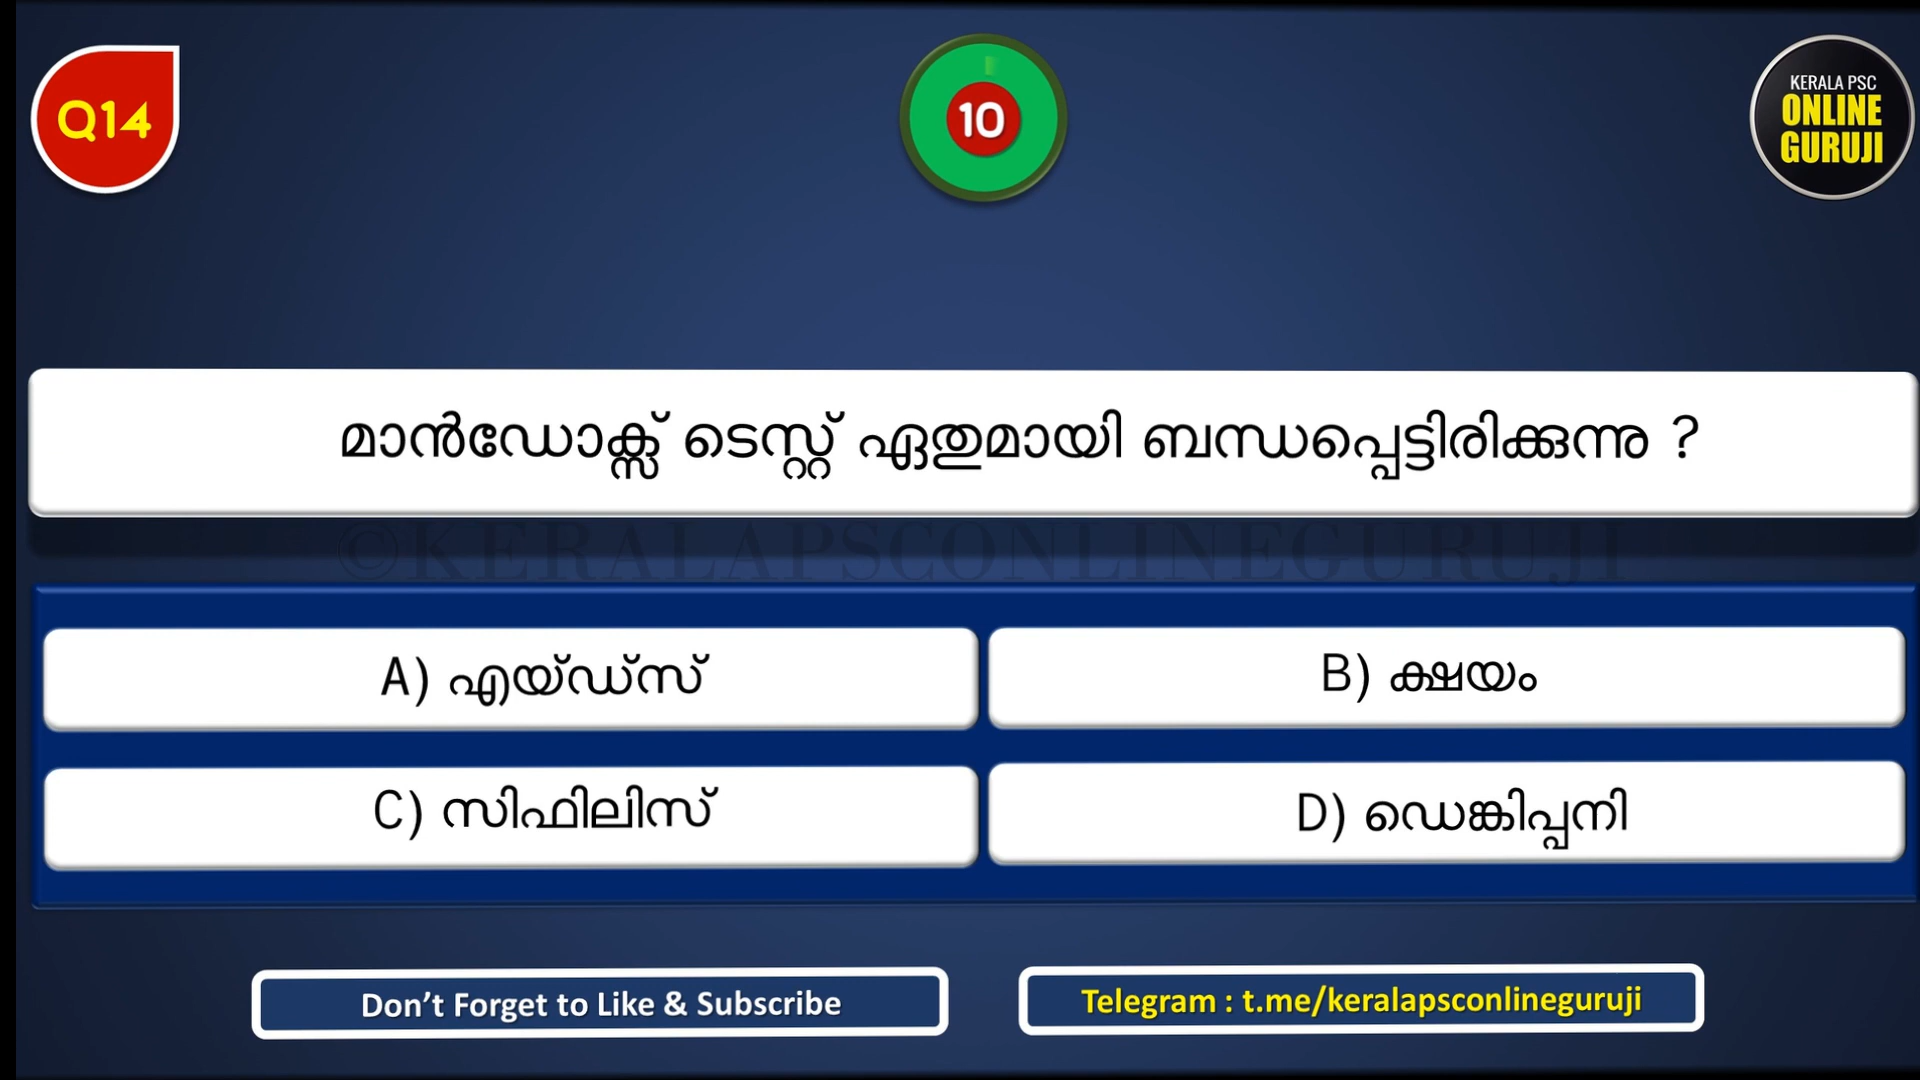 Q14
10
KERALA PSC
ONLINE
GURUJI
മാൻഡോക്സ് ടെസ്റ്റ് ഏതുമായി ബന്ധപ്പെട്ടിരിക്കുന്നു ?
©KERALAPSCONLINEGURUJI
A) എയ്ഡ്സ്
B) ക്ഷയം
C) സിഫിലിസ്
D) ഡെങ്കിപ്പനി
Don’t Forget to Like & Subscribe
Telegram : t.me/keralapsconlineguruji